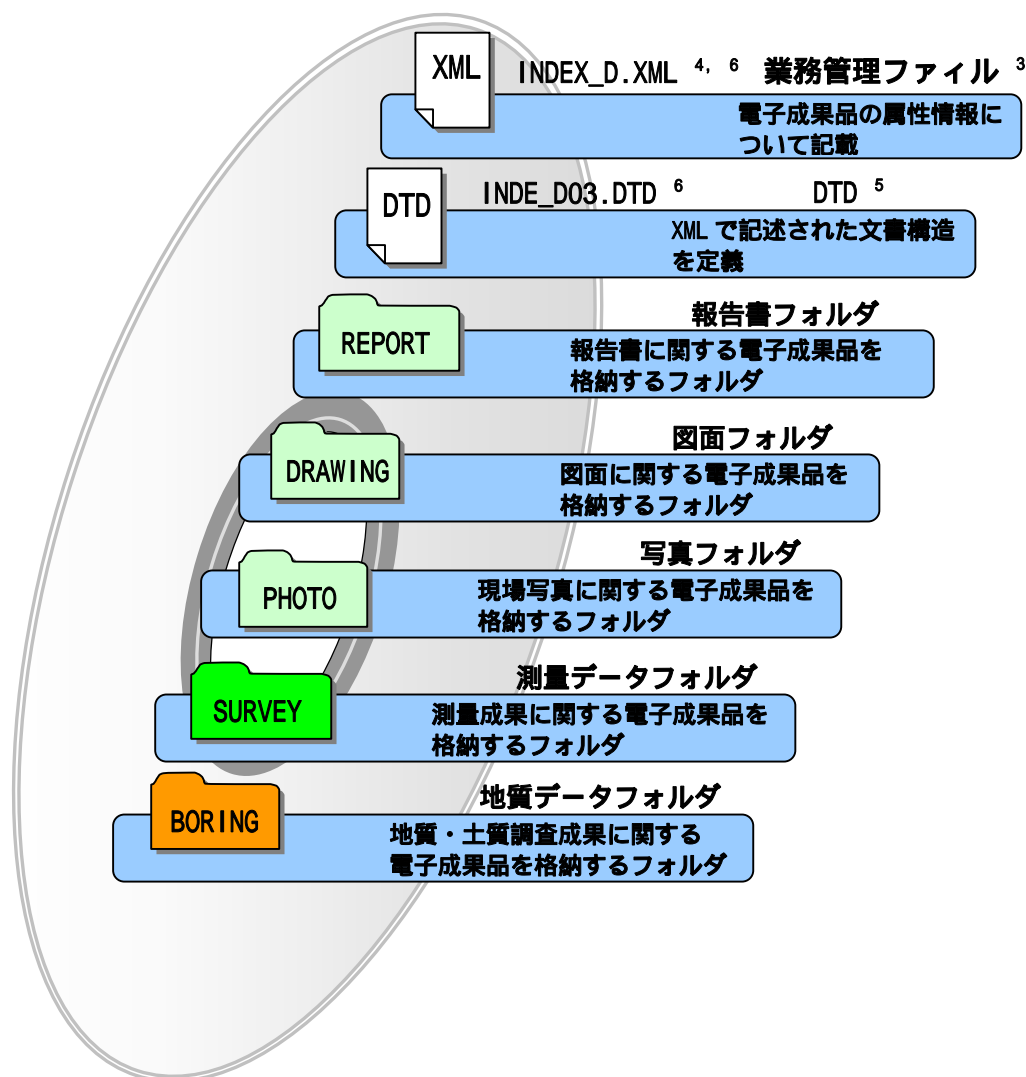 XML INDEX_D.XML 4, 6 業務管理ファィル 3
電子成果品の属性情報に
ついて記載
DTD INDE_D03.DTD 6 DTD 5
XMLで記述された文書構造
を定義
報告書フォルダ
REPORT
報告書に関する電子成果品を
格納するフォルダ
図面フォルダ
DRAWING
図面に関する電子成果品を
格納するフォルダ
写真フォルダ
PHOTO
現場写真に関する電子成果品を
格納するフォルダ
測量データフォルダ
SURVEY
測量成果に関する電子成果品を
格納するフォルダ
地質データフォルダ
BORING
地質・土質調査成果に関する
電子成果品を格納するフォルダ